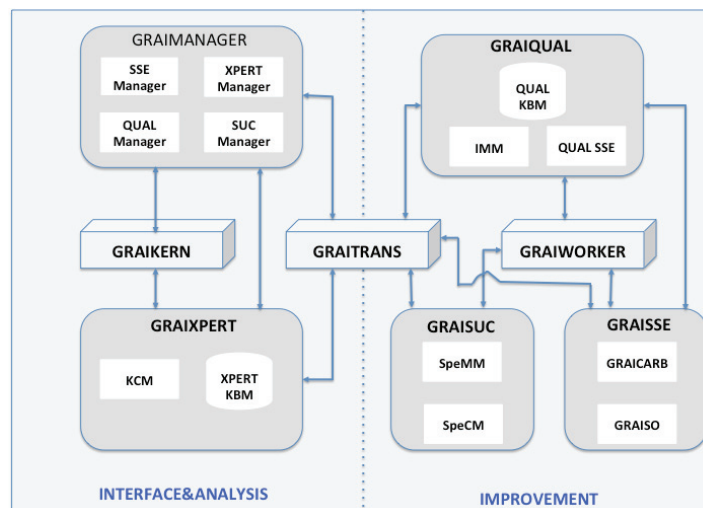 GRAIMANAGER
SSE
Manager
XPERT
Manager
QUAL
Manager
SUC
Manager
GRAIQUAL
QUAL
KBM
IMM
QUAL SSE
GRAIKERN
GRAITRANS
GRAIWORKER
GRAIXPERT
KCM
XPERT
KBM
GRAISUC
SpeMM
SpeCM
GRAISSE
GRAICARB
GRAISO
INTERFACE&ANALYSIS
IMPROVEMENT